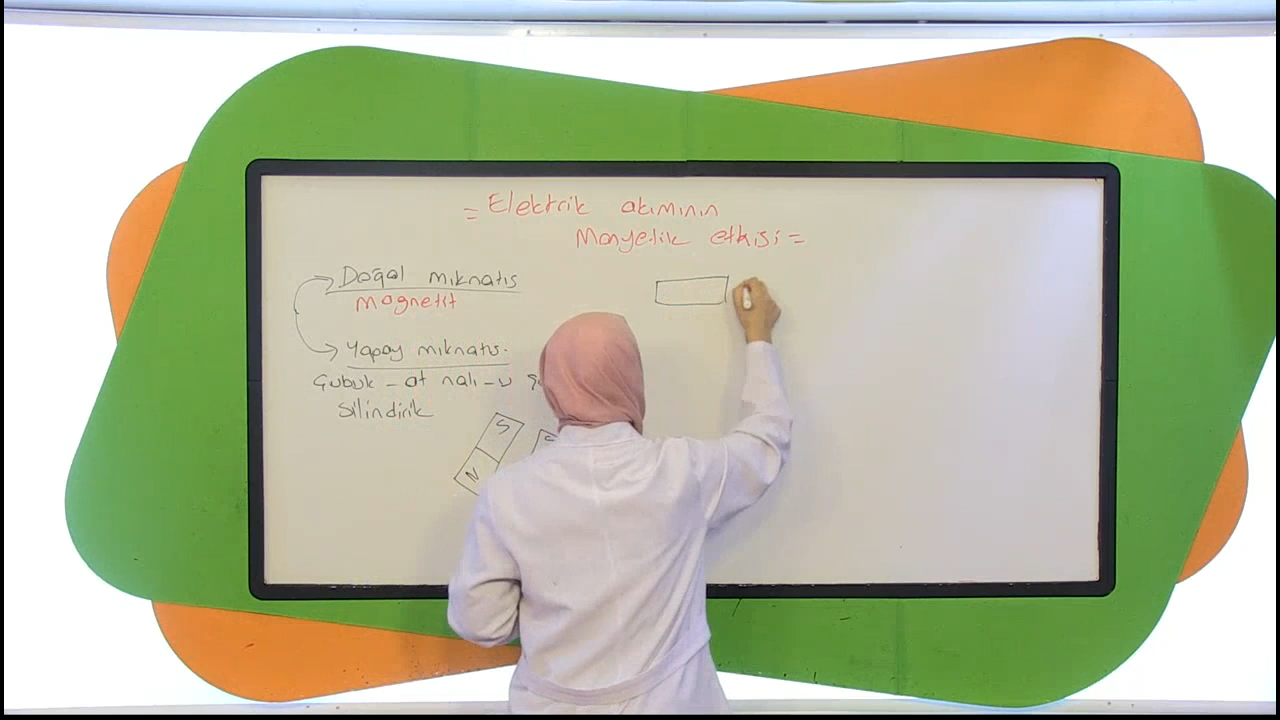 = Elektrik akımının
Manyetik etkisi =
Doğal mıknatıs
Magnetit
Yapay mıknatıs.
Çubuk - at nalı - u
Silindirik
S
N